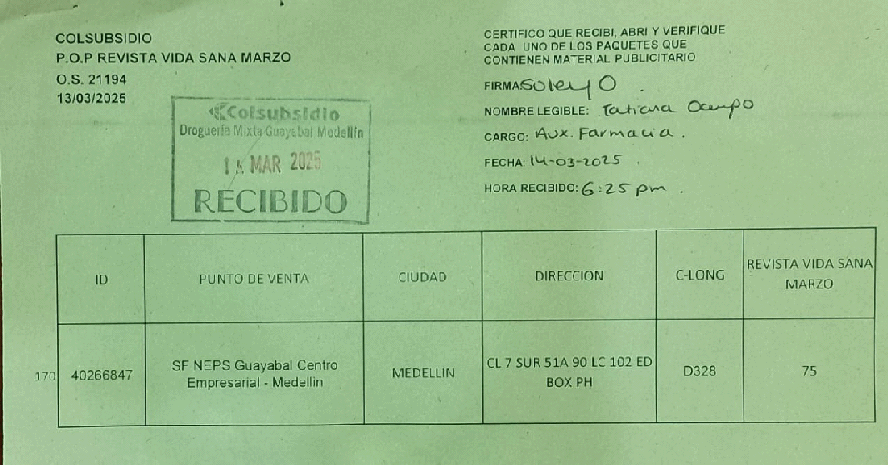 COLSUBSIDIO
P.O.P REVISTA VIDA SANA MARZO
O.S. 21194
13/03/2025
CERTIFICO QUE RECIBI, ABRI Y VERIFIQUE
CADA UNO DE LOS PAQUETES QUE
CONTIENEN MATERIAL PUBLICITARIO
FIRMA
NOMBRE LEGIBLE: Tatiana Ocampo
CARGO: Aux. Farmacia.
FECHA 14-03-2025.
HORA RECIBIDO: 6:25 pm.
Colsubsidio
Droguería Mixta Guayabal Medellín
MAR 2025
RECIBIDO
ID PUNTO DE VENTA CIUDAD DIRECCION C-LONG REVISTA VIDA SANA
MARZO
170 40266847 SF NEPS Guayabal Centro
Empresarial - Medellin MEDELLIN CL 7 SUR 51A 90 LC 102 ED
BOX PH D328 75